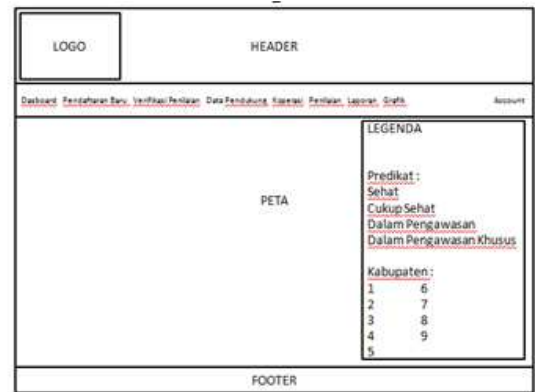 LOGO
HEADER
Dasboard Pendaftaran Baru Verifikasi Penilaian Data Pendukung Koperasi Penilaian Laporan Grafik Account
PETA
LEGENDA
Predikat :
Sehat
Cukup Sehat
Dalam Pengawasan
Dalam Pengawasan Khusus
Kabupaten :
1 6
2 7
3 8
4 9
5
FOOTER